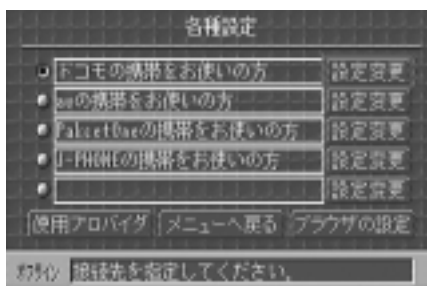 各種設定
ドコモの携帯をお使いの方 設定変更
auの携帯をお使いの方 設定変更
PaketOneの携帯をお使いの方 設定変更
J-PHONEの携帯をお使いの方 設定変更
設定変更
使用プロバイダ メニューへ戻る ブラウザの設定
オフライン 接続先を指定してください。